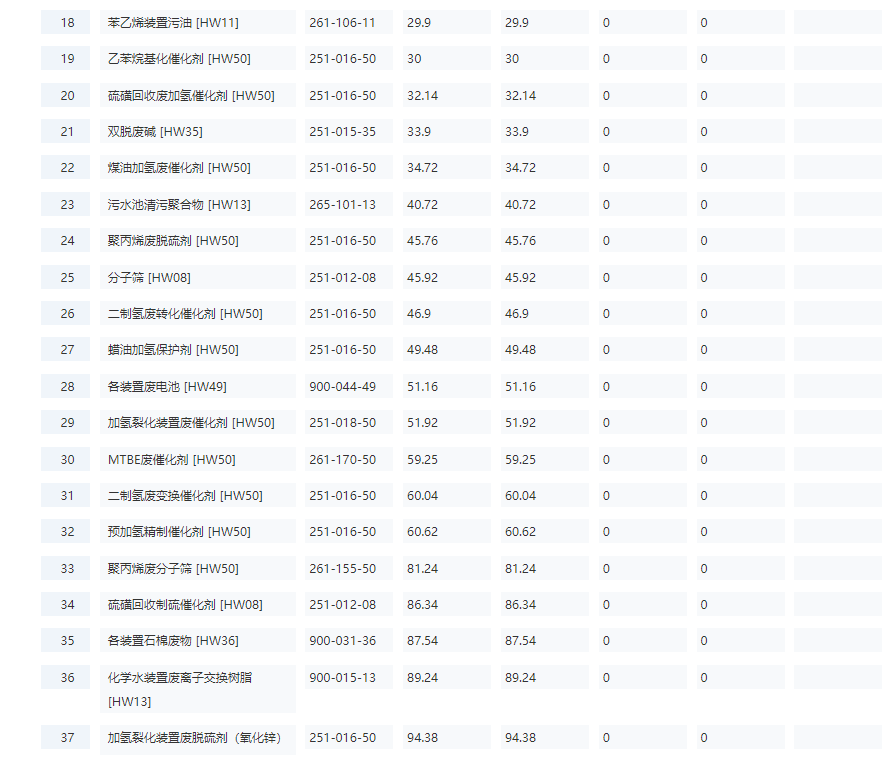 18 苯乙烯装置污油 [HW11] 261-106-11 29.9 29.9 0 0
19 乙苯烷基化催化剂 [HW50] 251-016-50 30 30 0 0
20 硫磺回收废加氢催化剂 [HW50] 251-016-50 32.14 32.14 0 0
21 双脱废碱 [HW35] 251-015-35 33.9 33.9 0 0
22 煤油加氢废催化剂 [HW50] 251-016-50 34.72 34.72 0 0
23 污水池清污聚合物 [HW13] 265-101-13 40.72 40.72 0 0
24 聚丙烯废脱硫剂 [HW50] 251-016-50 45.76 45.76 0 0
25 分子筛 [HW08] 251-012-08 45.92 45.92 0 0
26 二制氢废转化催化剂 [HW50] 251-016-50 46.9 46.9 0 0
27 蜡油加氢保护剂 [HW50] 251-016-50 49.48 49.48 0 0
28 各装置废电池 [HW49] 900-044-49 51.16 51.16 0 0
29 加氢裂化装置废催化剂 [HW50] 251-018-50 51.92 51.92 0 0
30 MTBE废催化剂 [HW50] 261-170-50 59.25 59.25 0 0
31 二制氢废变换催化剂 [HW50] 251-016-50 60.04 60.04 0 0
32 预加氢精制催化剂 [HW50] 251-016-50 60.62 60.62 0 0
33 聚丙烯废分子筛 [HW50] 261-155-50 81.24 81.24 0 0
34 硫磺回收制硫催化剂 [HW08] 251-012-08 86.34 86.34 0 0
35 各装置石棉废物 [HW36] 900-031-36 87.54 87.54 0 0
36 化学水装置废离子交换树脂 900-015-13 89.24 89.24 0 0
[HW13]
37 加氢裂化装置废脱硫剂（氧化锌） 251-016-50 94.38 94.38 0 0